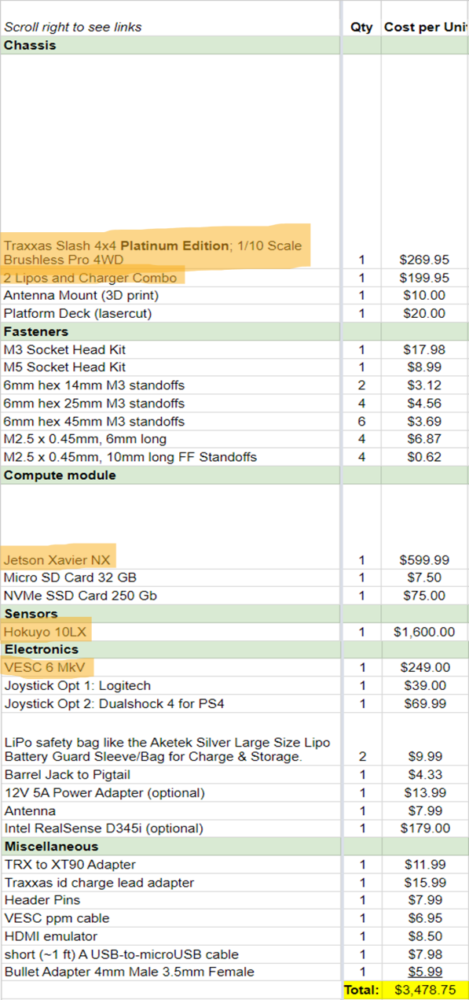 Scroll right to see links Qty Cost per Uni
Chassis
Traxxas Slash 4x4 Platinum Edition; 1/10 Scale
Brushless Pro 4WD 1 $269.95
2 Lipos and Charger Combo 1 $199.95
Antenna Mount (3D print) 1 $10.00
Platform Deck (lasercut) 1 $20.00
Fasteners
M3 Socket Head Kit 1 $17.98
M5 Socket Head Kit 1 $8.99
6mm hex 14mm M3 standoffs 2 $3.12
6mm hex 25mm M3 standoffs 4 $4.56
6mm hex 45mm M3 standoffs 6 $3.69
M2.5 x 0.45mm, 6mm long 4 $6.87
M2.5 x 0.45mm, 10mm long FF Standoffs 4 $0.62
Compute module
Jetson Xavier NX 1 $599.99
Micro SD Card 32 GB 1 $7.50
NVMe SSD Card 250 Gb 1 $75.00
Sensors
Hokuyo 10LX 1 $1,600.00
Electronics
VESC 6 MkV 1 $249.00
Joystick Opt 1: Logitech 1 $39.00
Joystick Opt 2: Dualshock 4 for PS4 1 $69.99
LiPo safety bag like the Aketek Silver Large Size Lipo
Battery Guard Sleeve/Bag for Charge & Storage. 2 $9.99
Barrel Jack to Pigtail 1 $4.33
12V 5A Power Adapter (optional) 1 $13.99
Antenna 1 $7.99
Intel RealSense D345i (optional) 1 $179.00
Miscellaneous
TRX to XT90 Adapter 1 $11.99
Traxxas id charge lead adapter 1 $15.99
Header Pins 1 $7.99
VESC ppm cable 1 $6.95
HDMI emulator 1 $8.50
short (~1 ft) A USB-to-microUSB cable 1 $7.98
Bullet Adapter 4mm Male 3.5mm Female 1 $5.99
Total: $3,478.75